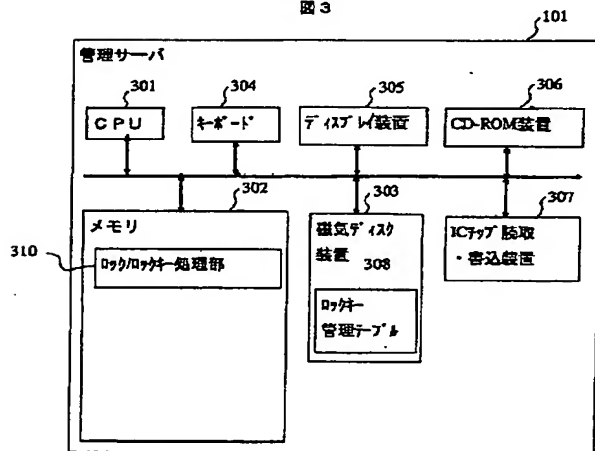 図3
101
管理サーバ
301
304
305
306
CPU
キーボード
ディスプレイ装置
CD-ROM装置
302
303
307
メモリ
磁気ディスク
装置
308
ICチップ読取
・書込装置
310
ロック/ロックキー処理部
ロックキー
管理テーブル